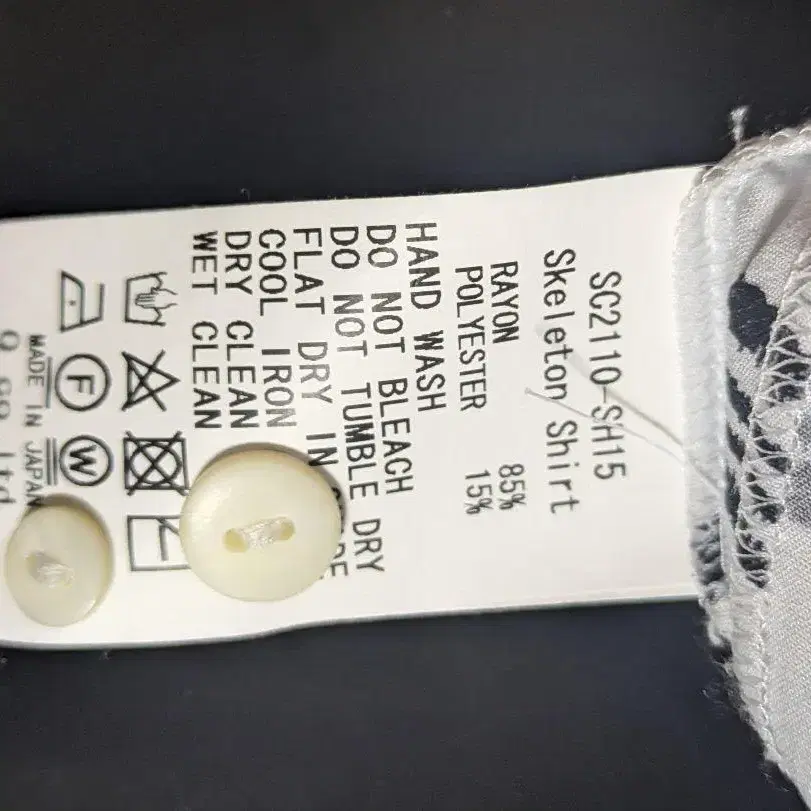 SC2110-SH15
Skeleton Shirt
RAYON 85%
POLYESTER 15%
HAND WASH
DO NOT BLEACH
DO NOT TUMBLE DRY
FLAT DRY IN
COOL IRON
DRY CLEAN
WET CLEAN
F W
MADE IN JAPAN
Ltd